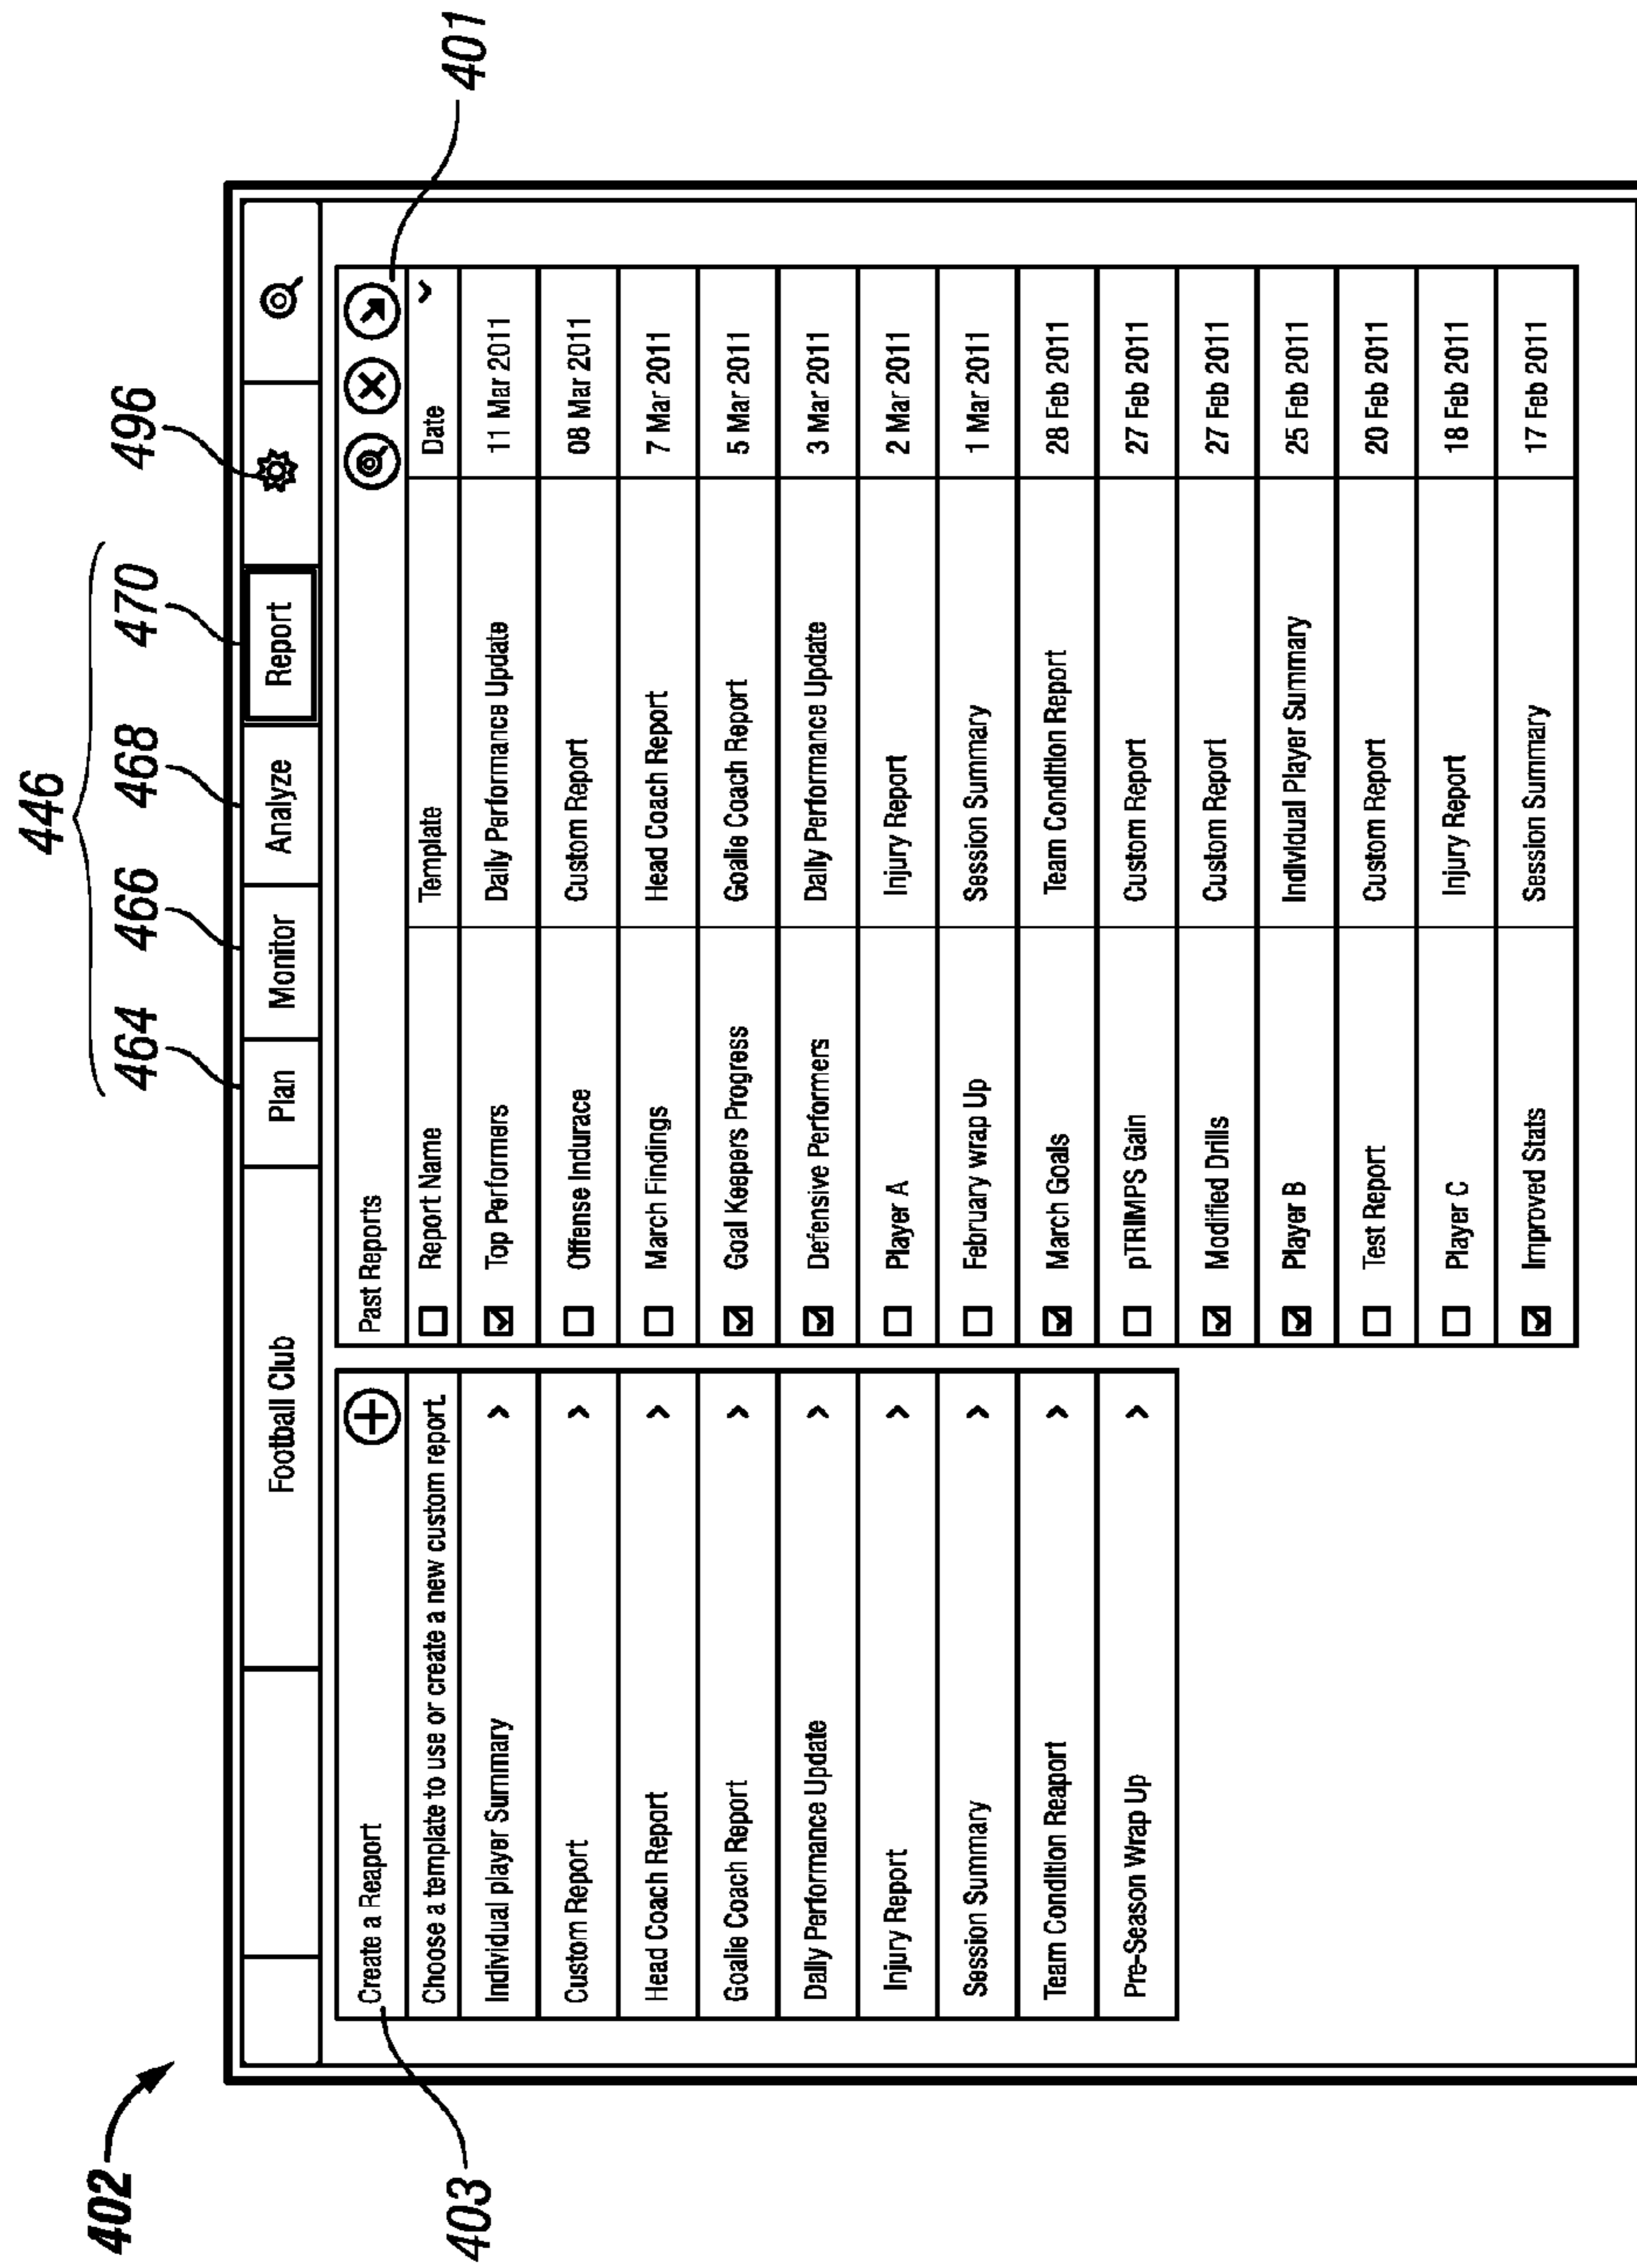 402
446
464 466 468 470 496
Football Club Plan Monitor Analyze Report
403
401
Create a Reaport
Choose a template to use or create a new custom report.
Individual player Summary
Custom Report
Head Coach Report
Goalie Coach Report
Daily Performance Update
Injury Report
Session Summary
Team Condition Reaport
Pre-Season Wrap Up
Past Reports
Report Name Template Date
Top Performers Daily Performance Update 11 Mar 2011
Offense Indurace Custom Report 08 Mar 2011
March Findings Head Coach Report 7 Mar 2011
Goal Keepers Progress Goalie Coach Report 5 Mar 2011
Defensive Performers Daily Performance Update 3 Mar 2011
Player A Injury Report 2 Mar 2011
February wrap Up Session Summary 1 Mar 2011
March Goals Team Condition Report 28 Feb 2011
pTRIMPS Gain Custom Report 27 Feb 2011
Modified Drills Custom Report 27 Feb 2011
Player B Individual Player Summary 25 Feb 2011
Test Report Custom Report 20 Feb 2011
Player C Injury Report 18 Feb 2011
Improved Stats Session Summary 17 Feb 2011